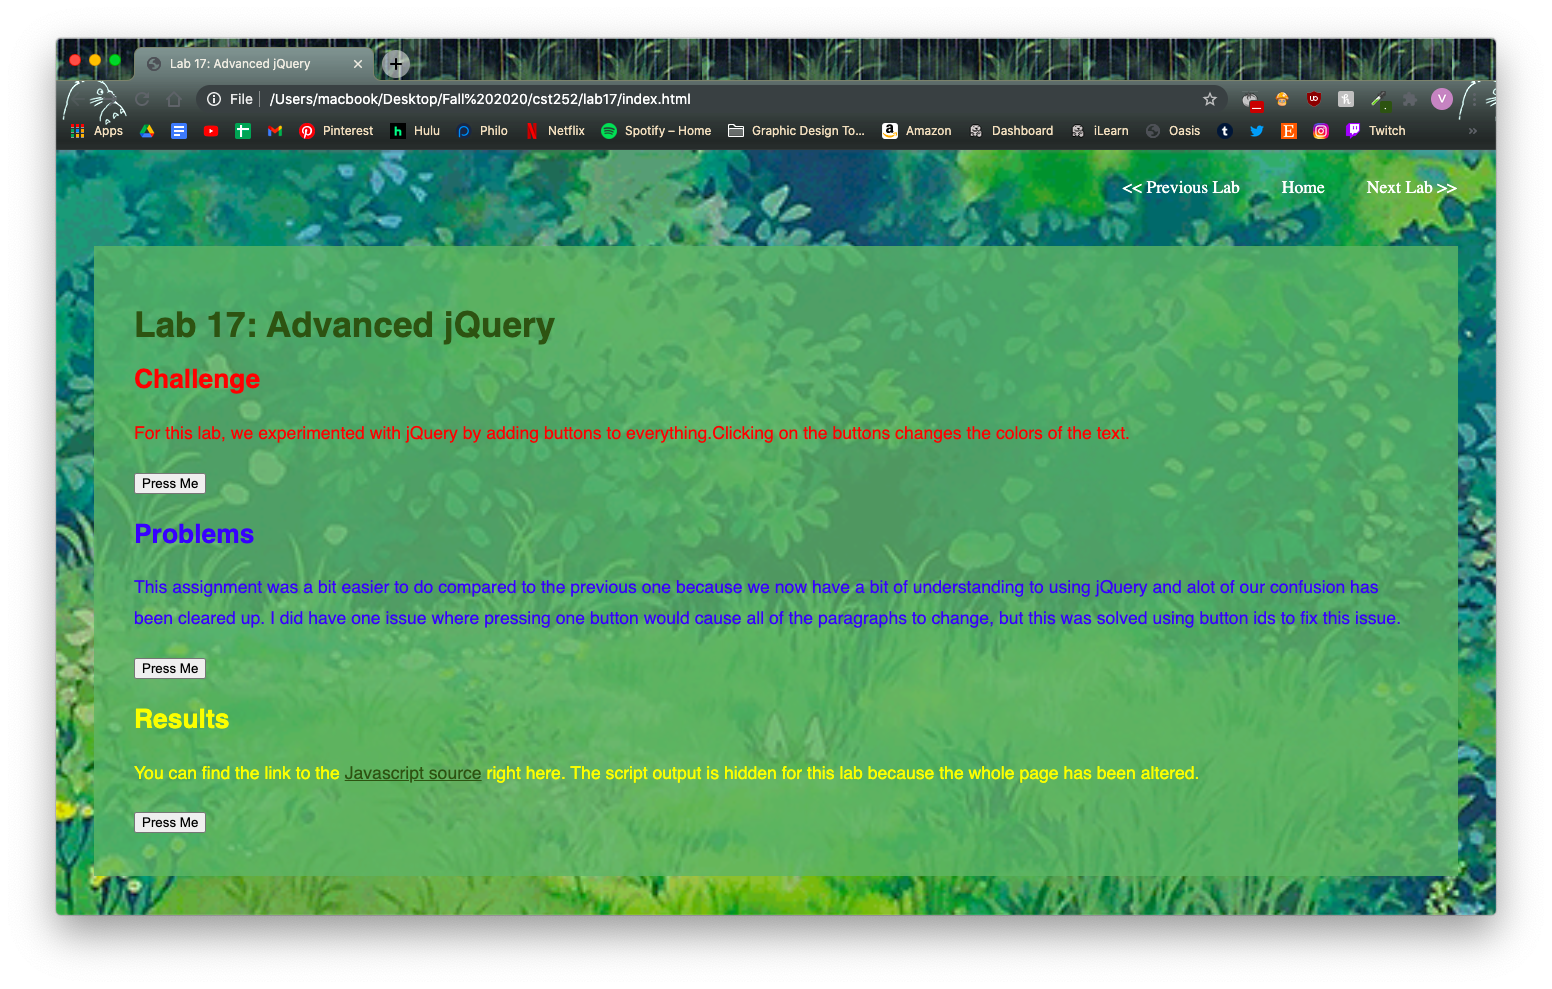 Lab 17: Advanced jQuery
File /Users/macbook/Desktop/Fall%202020/cst252/lab17/index.html
V
Apps Pinterest Hulu Philo Netflix Spotify – Home Graphic Design To... Amazon Dashboard iLearn Oasis Twitch
<< Previous Lab Home Next Lab >>
Lab 17: Advanced jQuery
Challenge
For this lab, we experimented with jQuery by adding buttons to everything.Clicking on the buttons changes the colors of the text.
Press Me
Problems
This assignment was a bit easier to do compared to the previous one because we now have a bit of understanding to using jQuery and alot of our confusion has
been cleared up. I did have one issue where pressing one button would cause all of the paragraphs to change, but this was solved using button ids to fix this issue.
Press Me
Results
You can find the link to the Javascript source right here. The script output is hidden for this lab because the whole page has been altered.
Press Me